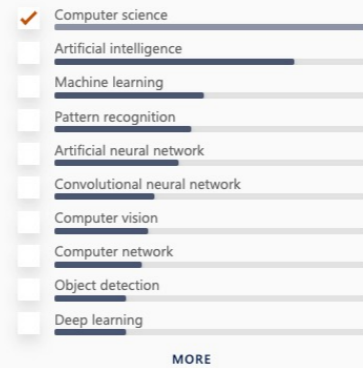 Computer science
Artificial intelligence
Machine learning
Pattern recognition
Artificial neural network
Convolutional neural network
Computer vision
Computer network
Object detection
Deep learning
MORE